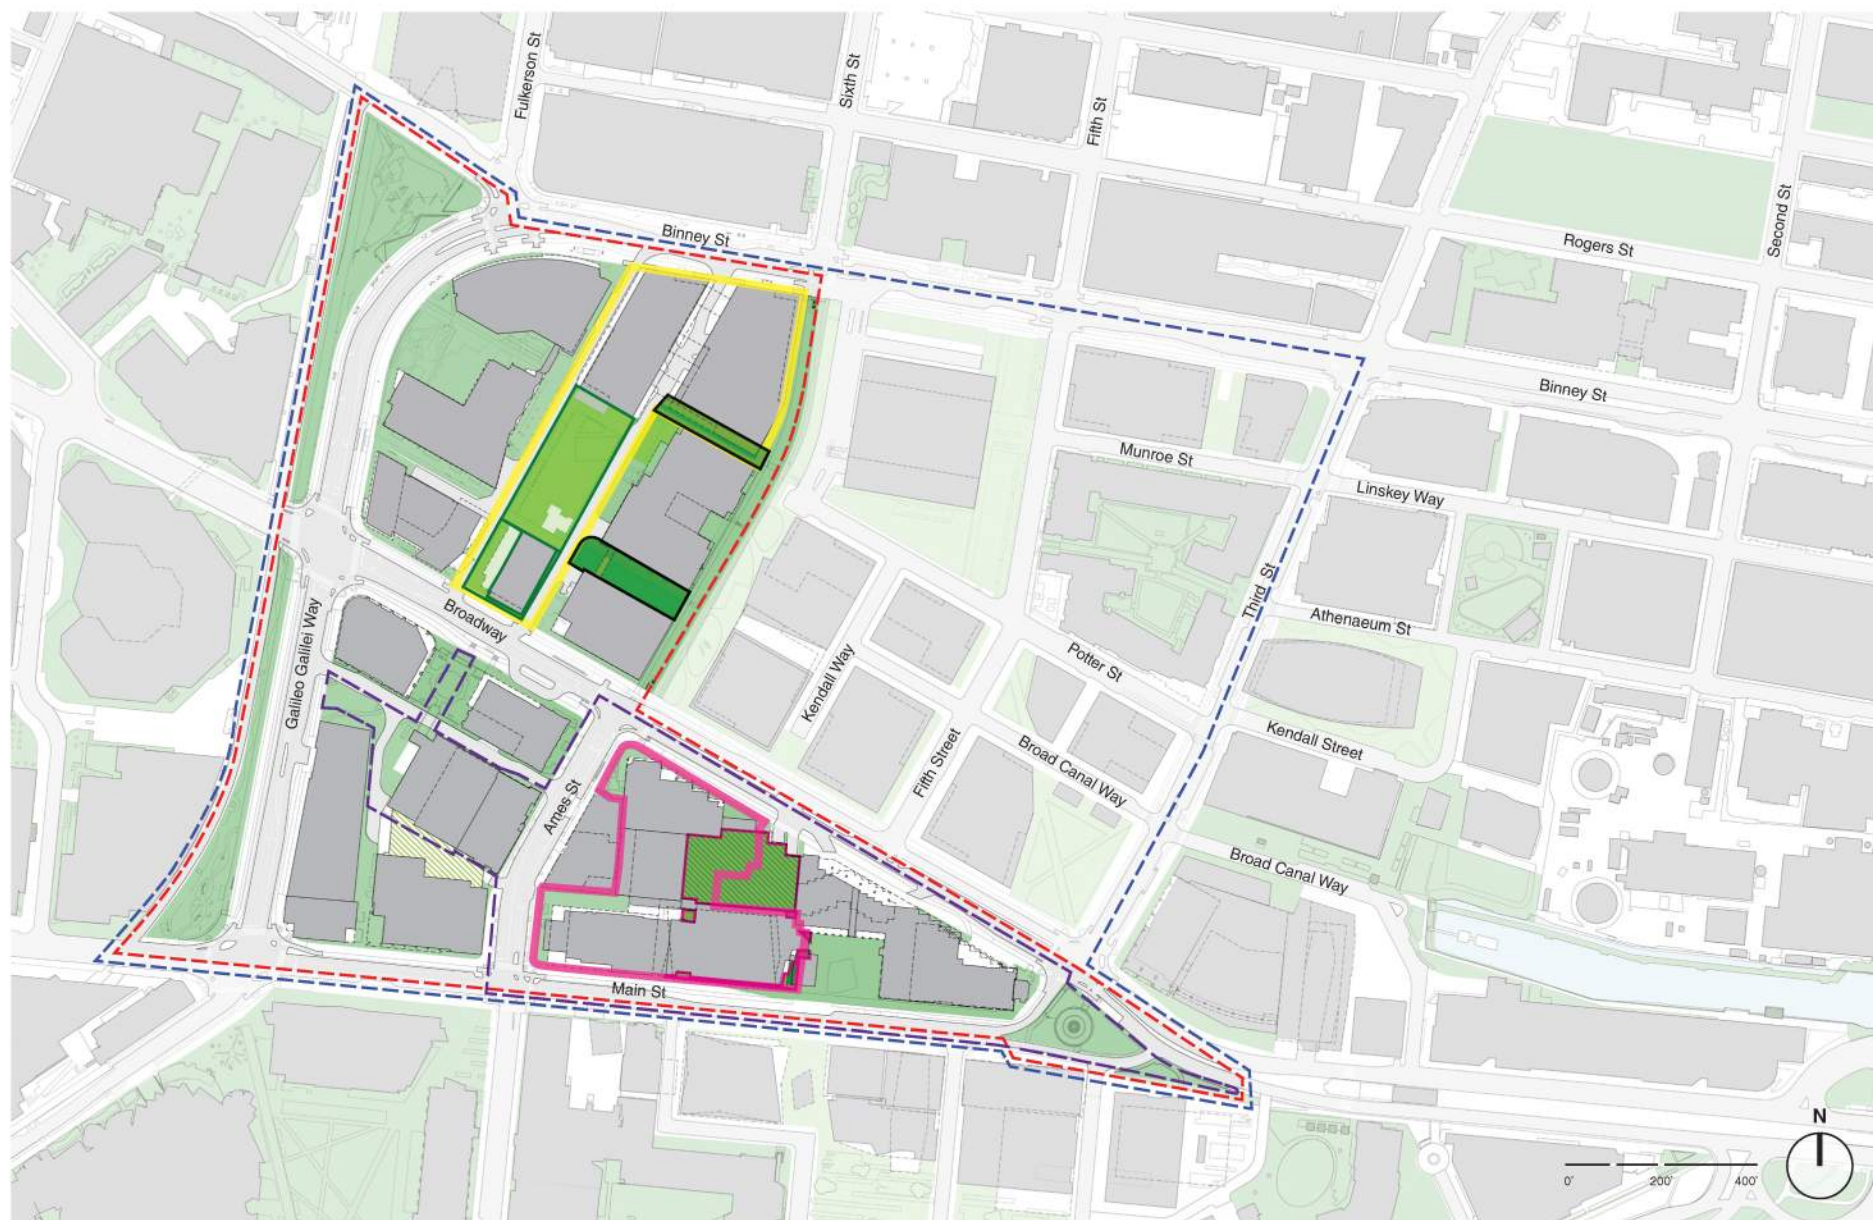 Fulkerson St
Sixth St
Fifth St
Second St
Binney St
Rogers St
Binney St
Munroe St
Linskey Way
Third St
Athenaeum St
Broadway
Galileo Galilei Way
Kendall Way
Potter St
Kendall Street
Fifth Street
Broad Canal Way
Ames St
Broad Canal Way
Main St
N
0' 200' 400'